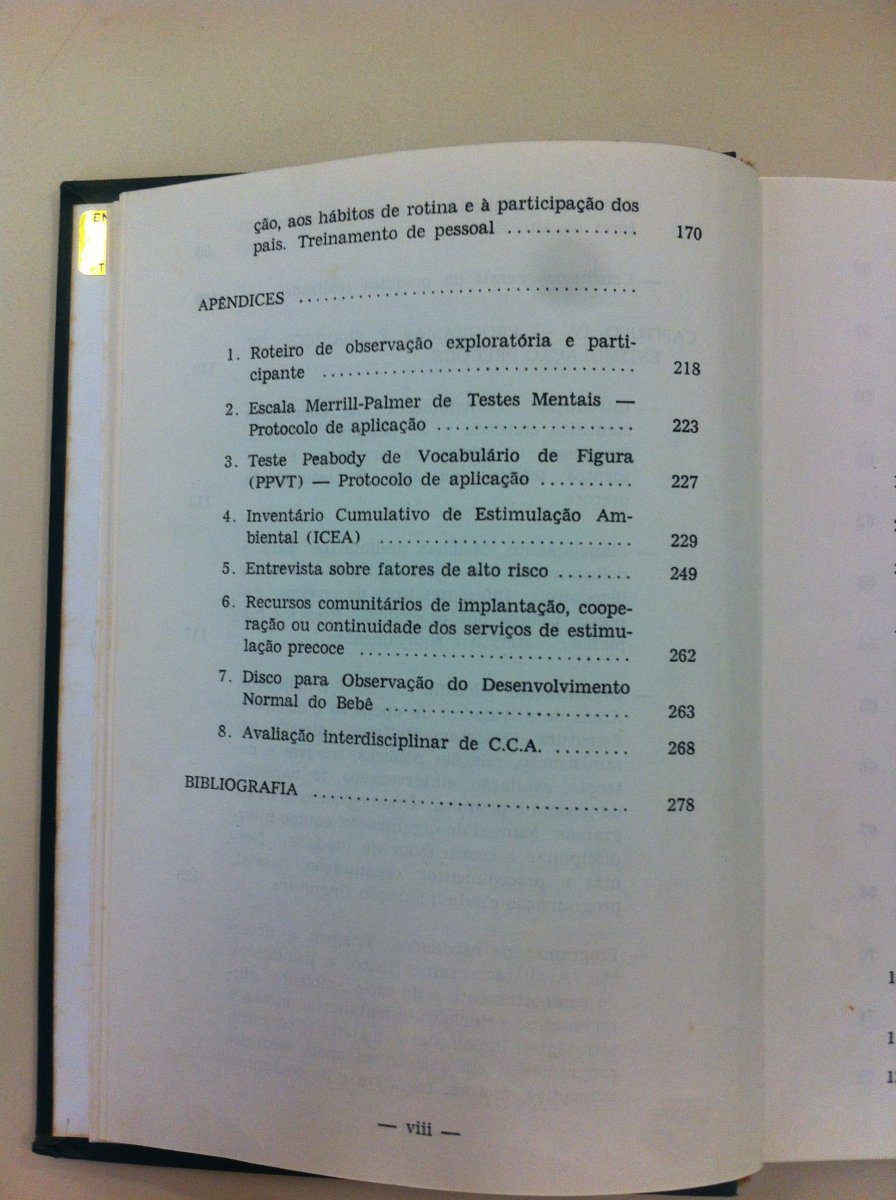 ção, aos hábitos de rotina e à participação dos
pais. Treinamento de pessoal .............. 170
APÊNDICES ....................................
1. Roteiro de observação exploratória e parti-
cipante .................................. 218
2. Escala Merrill-Palmer de Testes Mentais —
Protocolo de aplicação ..................... 223
3. Teste Peabody de Vocabulário de Figura
(PPVT) — Protocolo de aplicação .......... 227
4. Inventário Cumulativo de Estimulação Am-
biental (ICEA) ........................... 229
5. Entrevista sobre fatores de alto risco ........ 249
6. Recursos comunitários de implantação, coope-
ração ou continuidade dos serviços de estimu-
lação precoce ............................. 262
7. Disco para Observação do Desenvolvimento
Normal do Bebê .......................... 263
8. Avaliação interdisciplinar de C.C.A. ........ 268
BIBLIOGRAFIA ................................. 278
— viii —